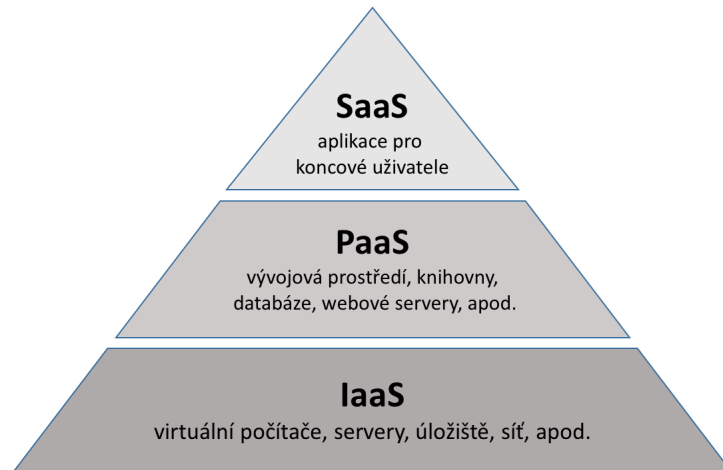 SaaS
aplikace pro
koncové uživatele
PaaS
vývojová prostředí, knihovny,
databáze, webové servery, apod.
IaaS
virtuální počítače, servery, úložiště, síť, apod.